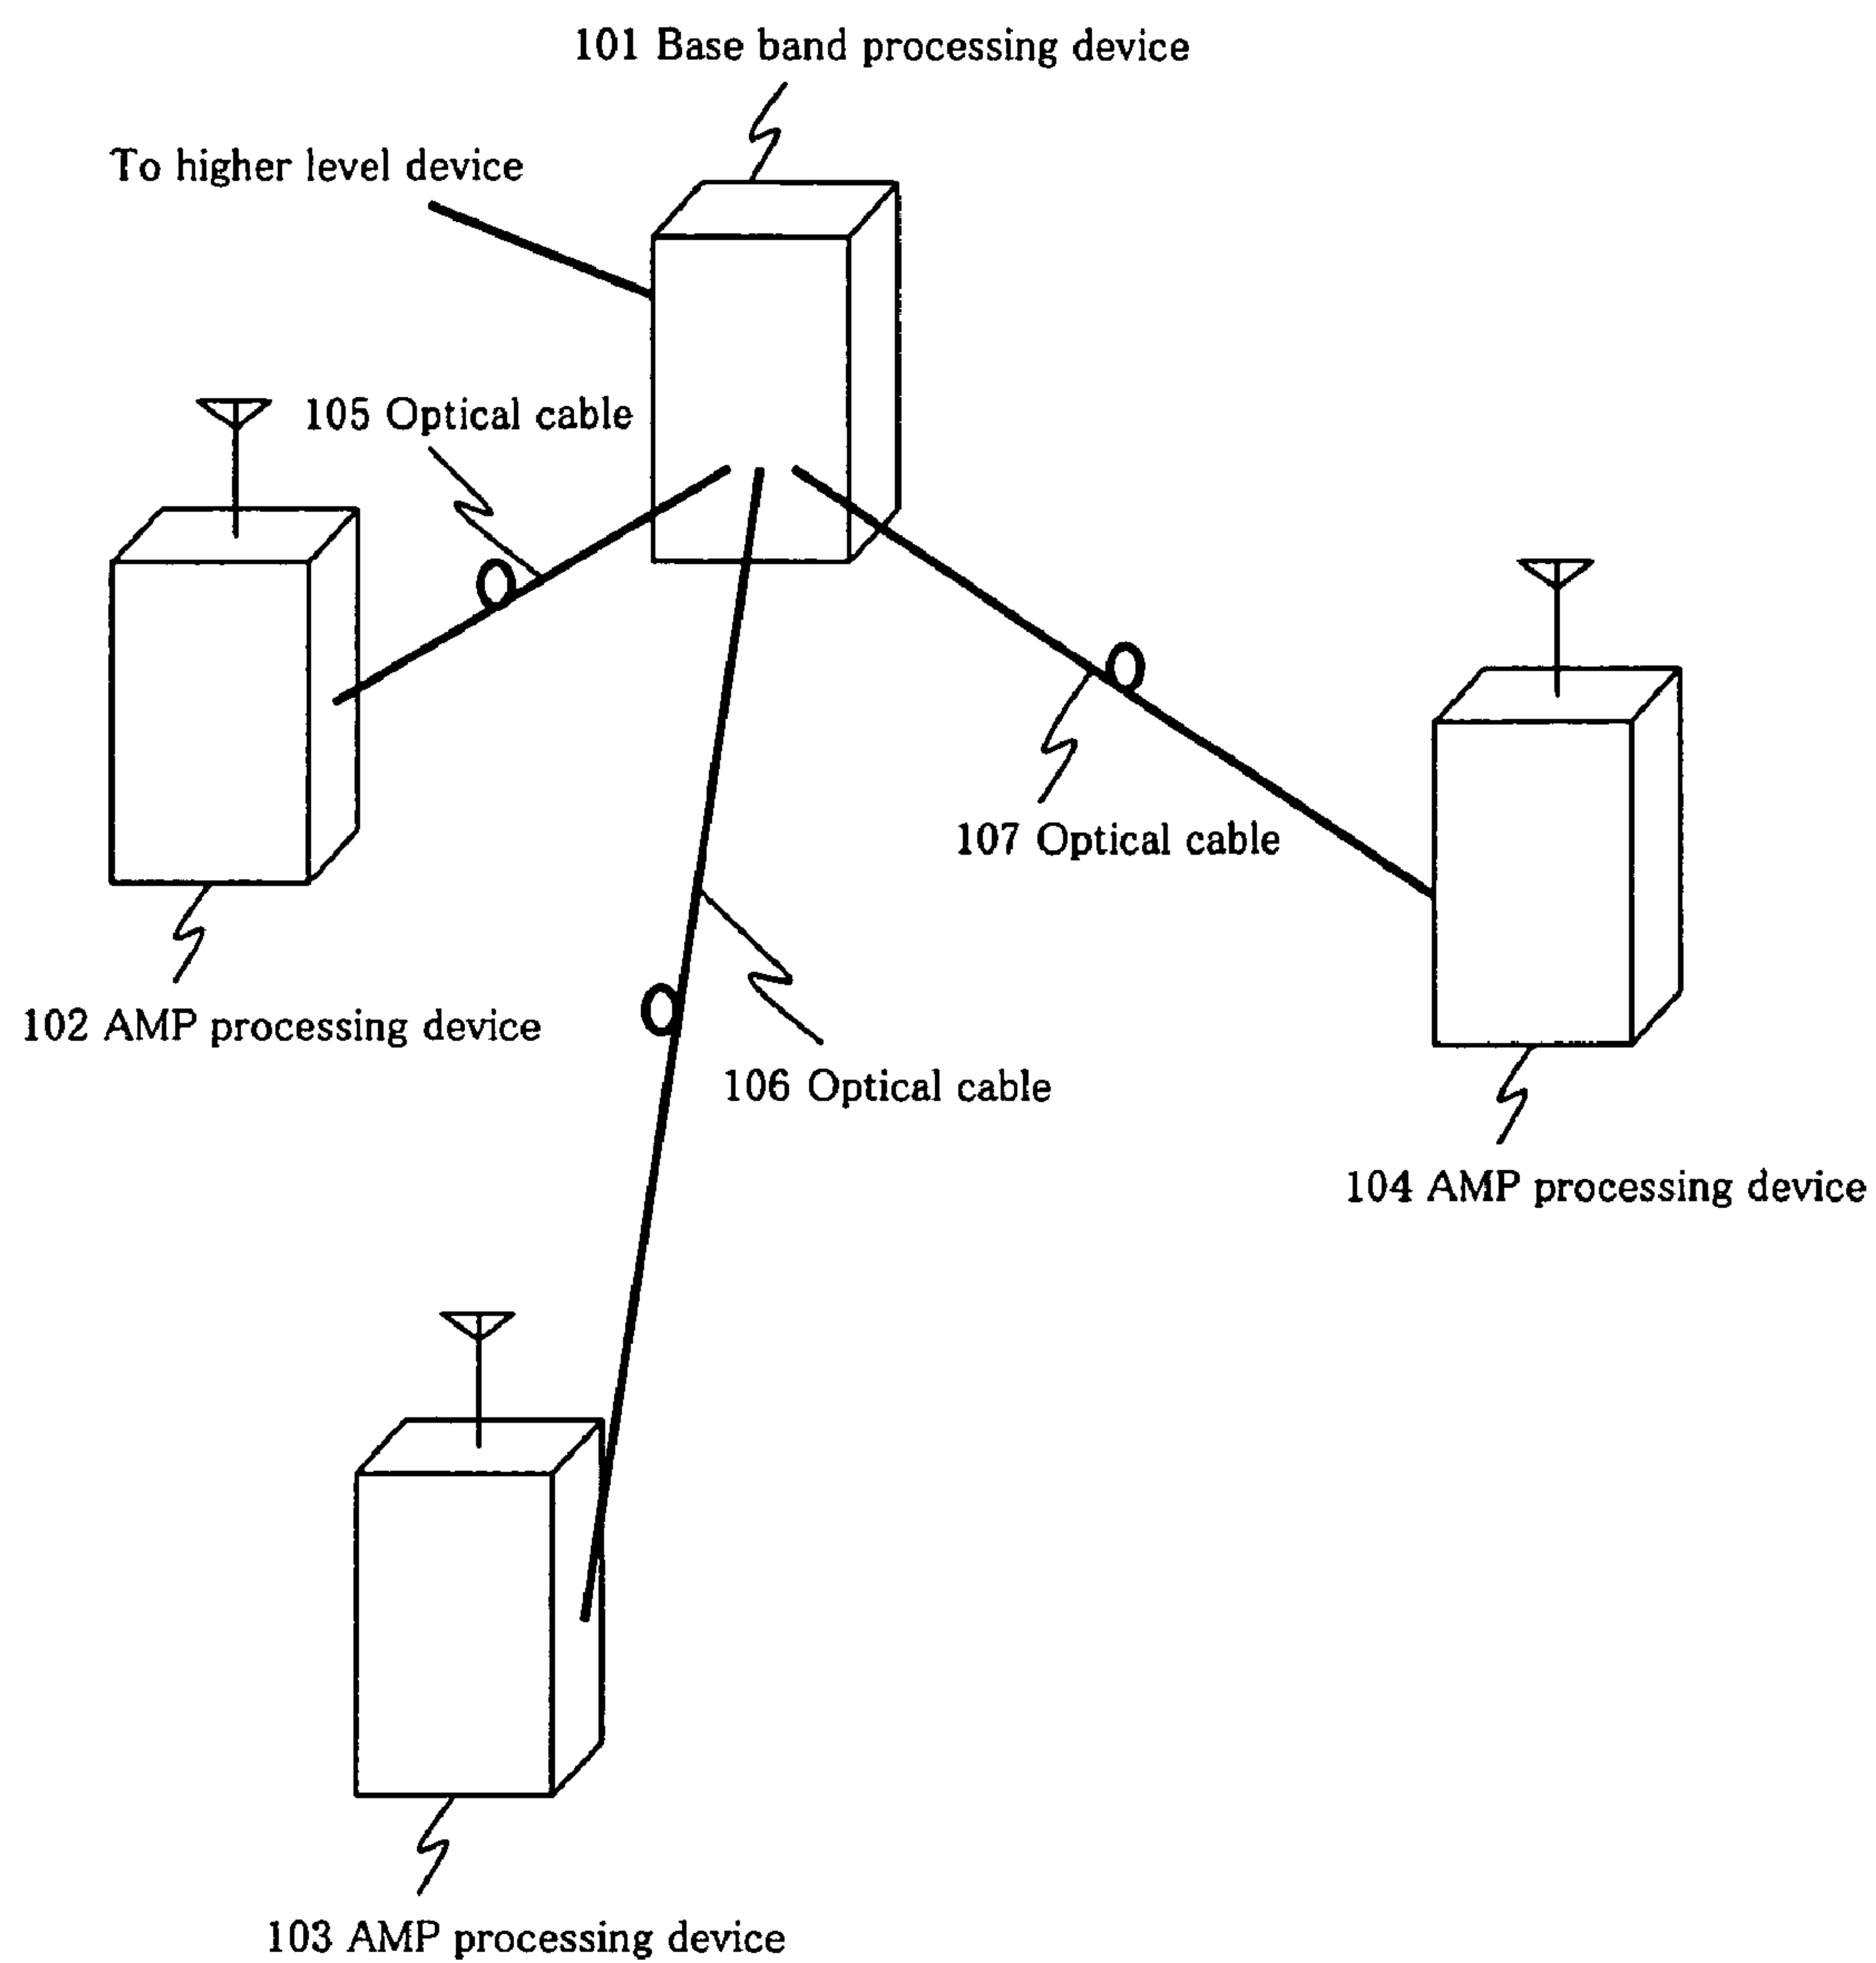 101 Base band processing device
To higher level device
105 Optical cable
107 Optical cable
102 AMP processing device
106 Optical cable
104 AMP processing device
103 AMP processing device